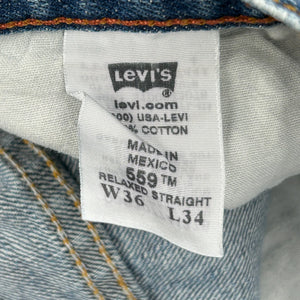 LEVI'S
levi.com
00) USA-LEVI
% COTTON
MADE IN
MEXICO
559™
RELAXED STRAIGHT
W36 L34